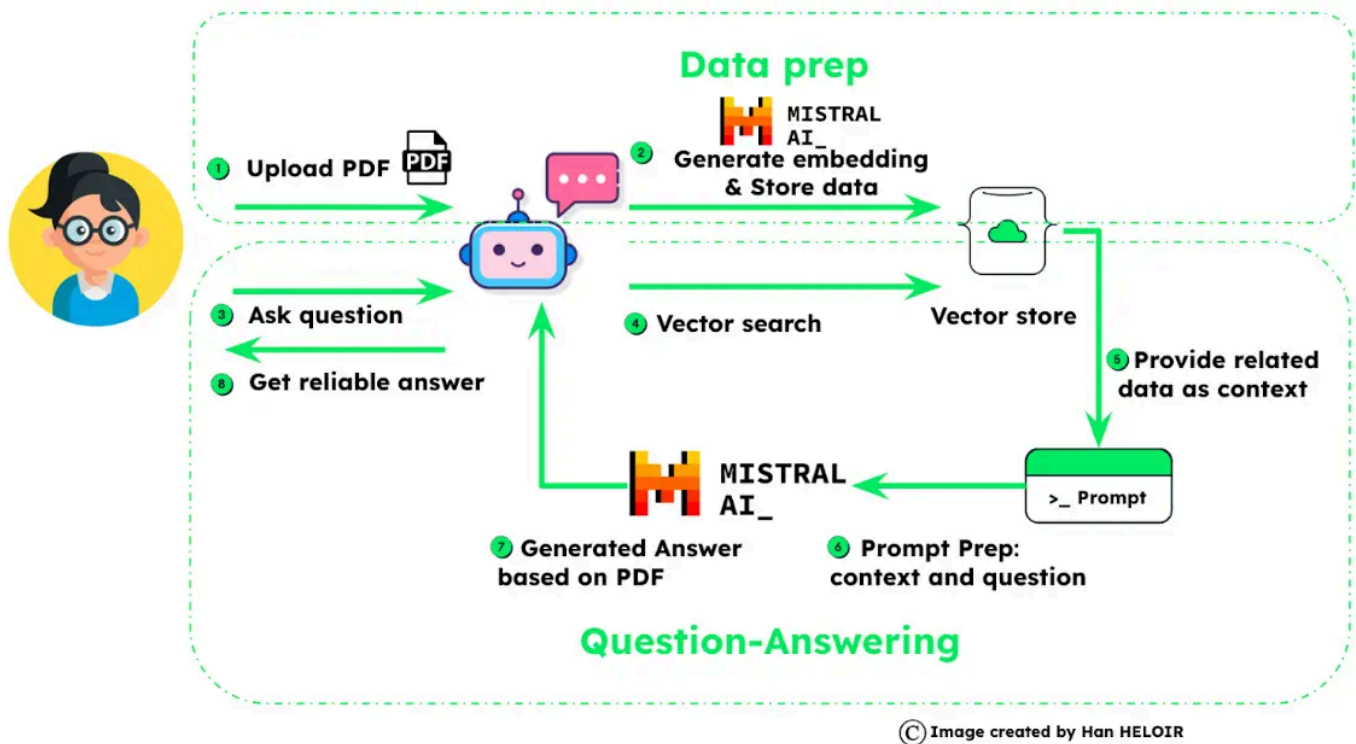 Data prep
MISTRAL
AI_
1 Upload PDF
PDF
2 Generate embedding
& Store data
3 Ask question
4 Vector search
Vector store
5 Provide related
data as context
8 Get reliable answer
MISTRAL
AI_
>_ Prompt
7 Generated Answer
based on PDF
6 Prompt Prep:
context and question
Question-Answering
© Image created by Han HELOIR